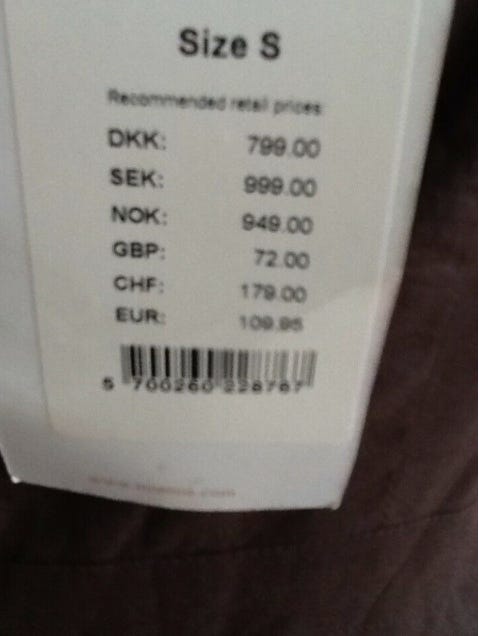 Size S
Recommended retail prices:
DKK: 799.00
SEK: 999.00
NOK: 949.00
GBP: 72.00
CHF: 179.00
EUR: 109.95
5 700260 228767